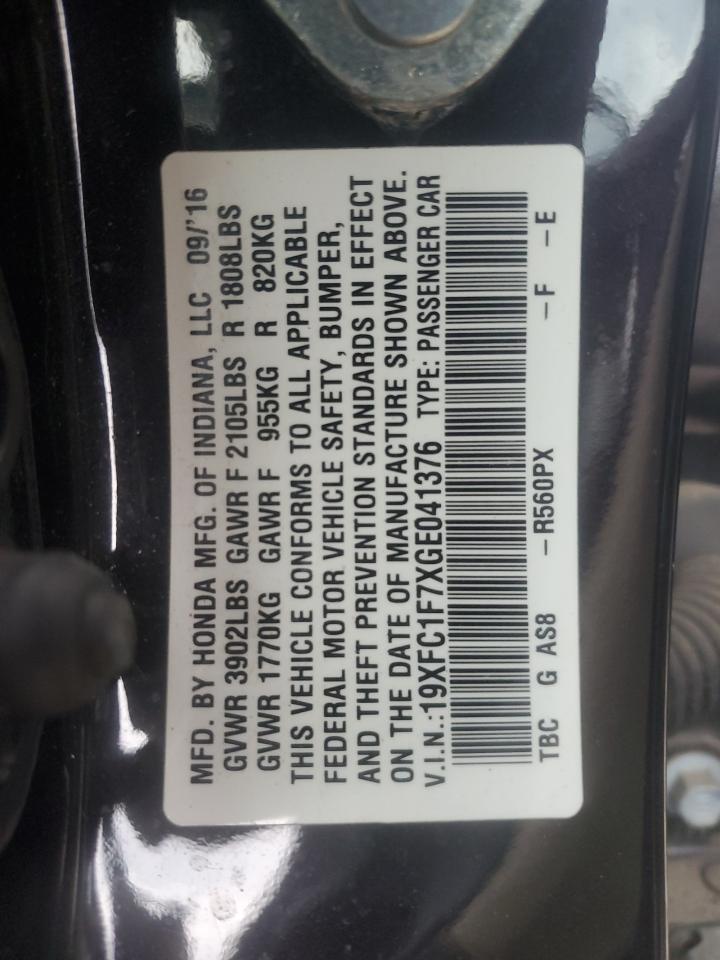 MFD. BY HONDA MFG. OF INDIANA, LLC 09/'16
GVWR 3902LBS GAWR F 2105LBS R 1808LBS
GVWR 1770KG GAWR F 955KG R 820KG
THIS VEHICLE CONFORMS TO ALL APPLICABLE
FEDERAL MOTOR VEHICLE SAFETY, BUMPER,
AND THEFT PREVENTION STANDARDS IN EFFECT
ON THE DATE OF MANUFACTURE SHOWN ABOVE.
V.I.N.:19XFC1F7XGE041376 TYPE: PASSENGER CAR
TBC G AS8 –R560PX –F –E